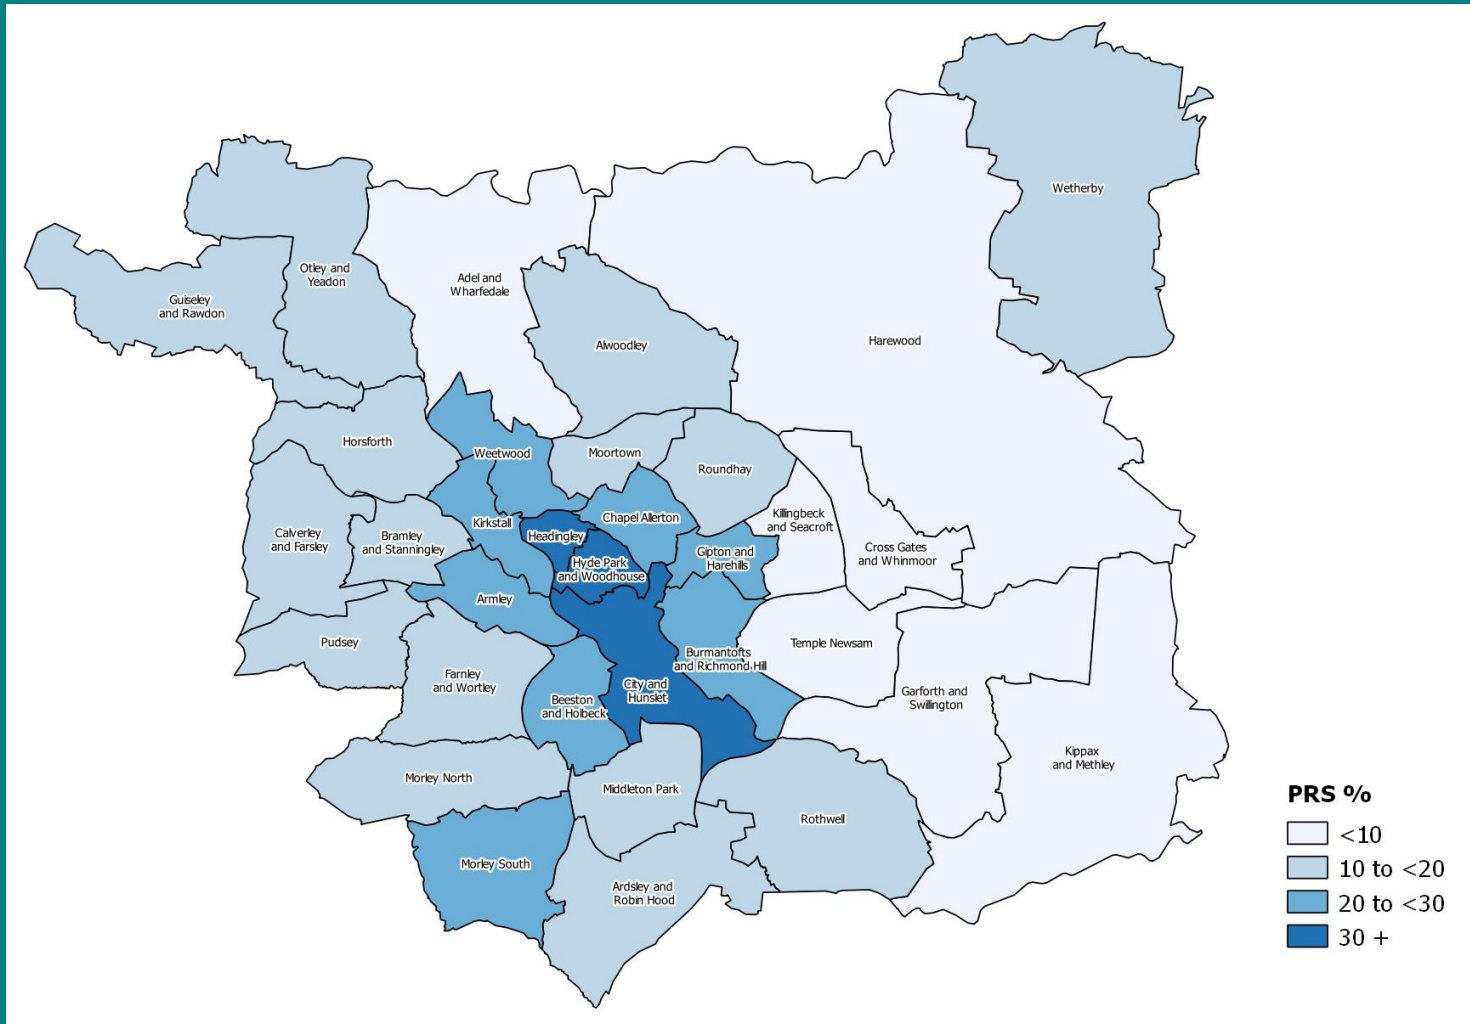 Wetherby
Otley and
Yeadon
Adel and
Wharfedale
Guiseley
and Rawdon
Harewood
Alwoodley
Horsforth
Weetwood
Moortown
Roundhay
Calverley
and Farsley
Bramley
and Stanningley
Kirkstall
Headingley
Chapel Allerton
Killingbeck
and Seacroft
Cross Gates
and Whinmoor
Hyde Park
and Woodhouse
Gipton and
Harehills
Armley
Pudsey
Temple Newsam
Farnley
and Wortley
Burmantofts
and Richmond Hill
City and
Hunslet
Beeston
and Holbeck
Garforth and
Swillington
Kippax
and Methley
Morley North
Middleton Park
Rothwell
Morley South
Ardsley and
Robin Hood
PRS %
<10
10 to <20
20 to <30
30 +